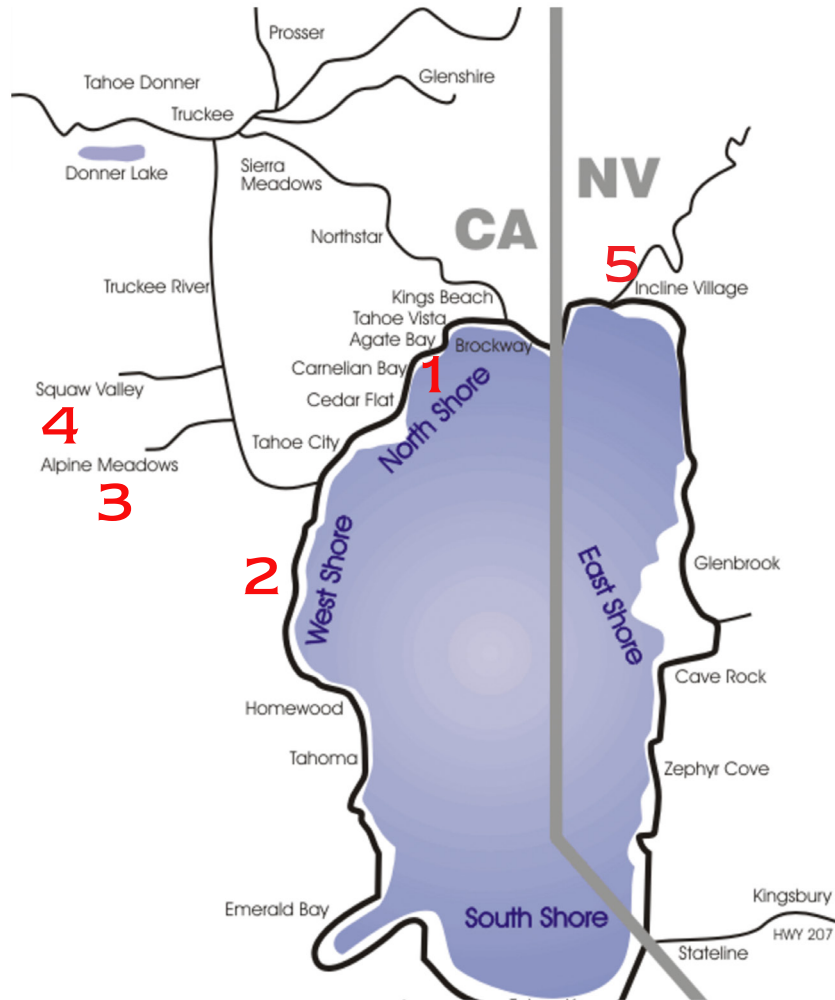 Prosser
Tahoe Donner
Glenshire
Truckee
Donner Lake
Sierra
Meadows
NV
CA
Northstar
5
Truckee River
Incline Village
Kings Beach
Tahoe Vista
Agate Bay
Brockway
Carnelian Bay
1
Squaw Valley
Cedar Flat
North Shore
4
Tahoe City
Alpine Meadows
3
2
West Shore
East Shore
Glenbrook
Cave Rock
Homewood
Tahoma
Zephyr Cove
Emerald Bay
South Shore
Kingsbury
HWY 207
Stateline